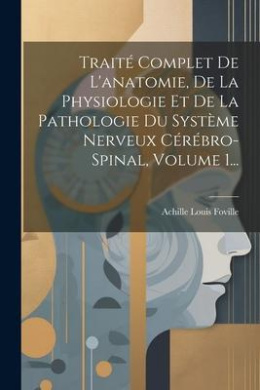 Traité Complet De
L'anatomie, De La
Physiologie Et De La
Pathologie Du Système
Nerveux Cérébro-
Spinal, Volume 1...
Achille Louis Foville